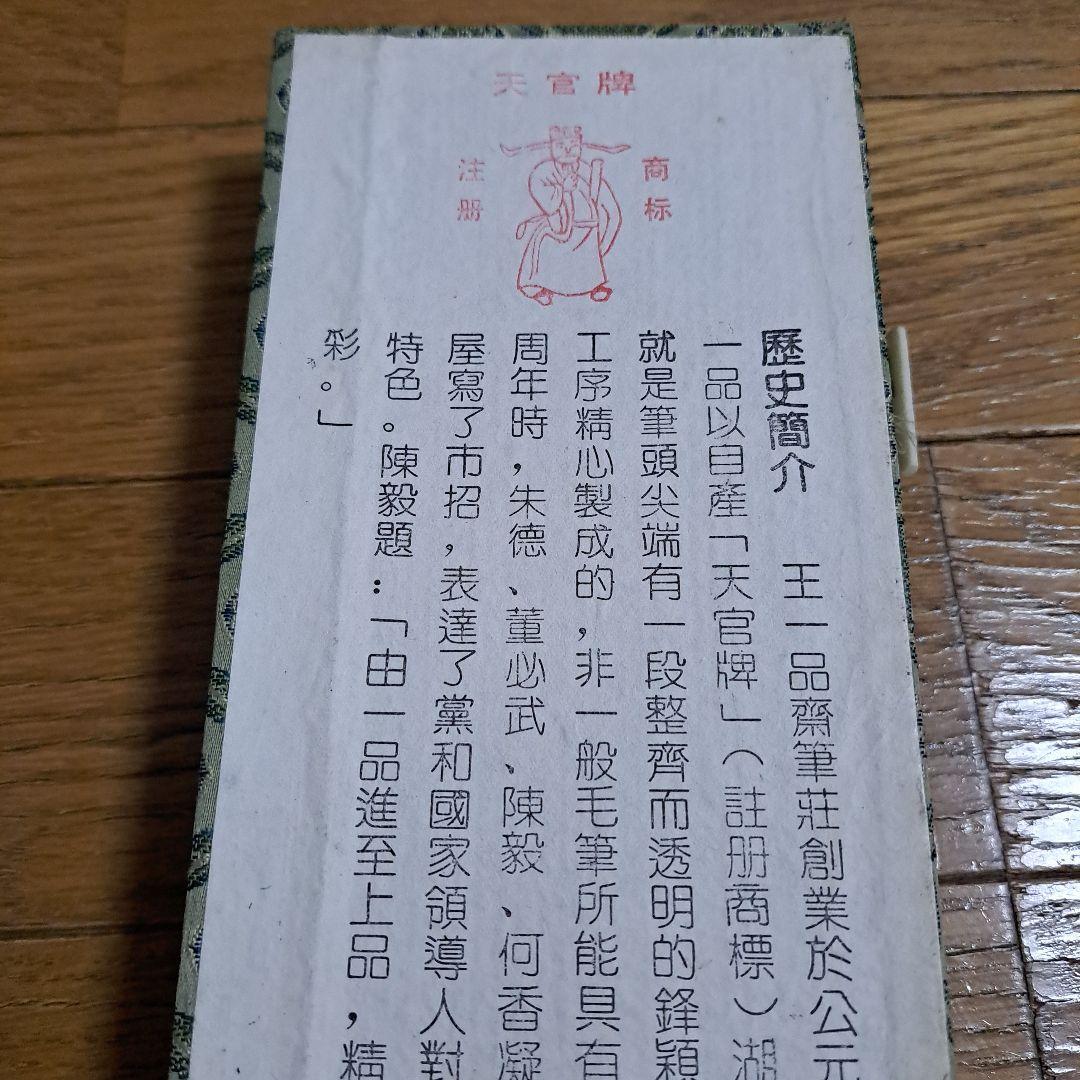 天官牌
注册
商标
歷史簡介　王一品齋筆莊創業於公元
一品以自產「天官牌」（註册商標）湖
就是筆頭尖端有一段整齊而透明的鋒穎
工序精心製成的，非一般毛筆所能具有
周年時，朱德、董必武、陳毅、何香凝
屋寫了市招，表達了黨和國家領導人對
特色。陳毅題：「由一品進至上品，精
彩。」